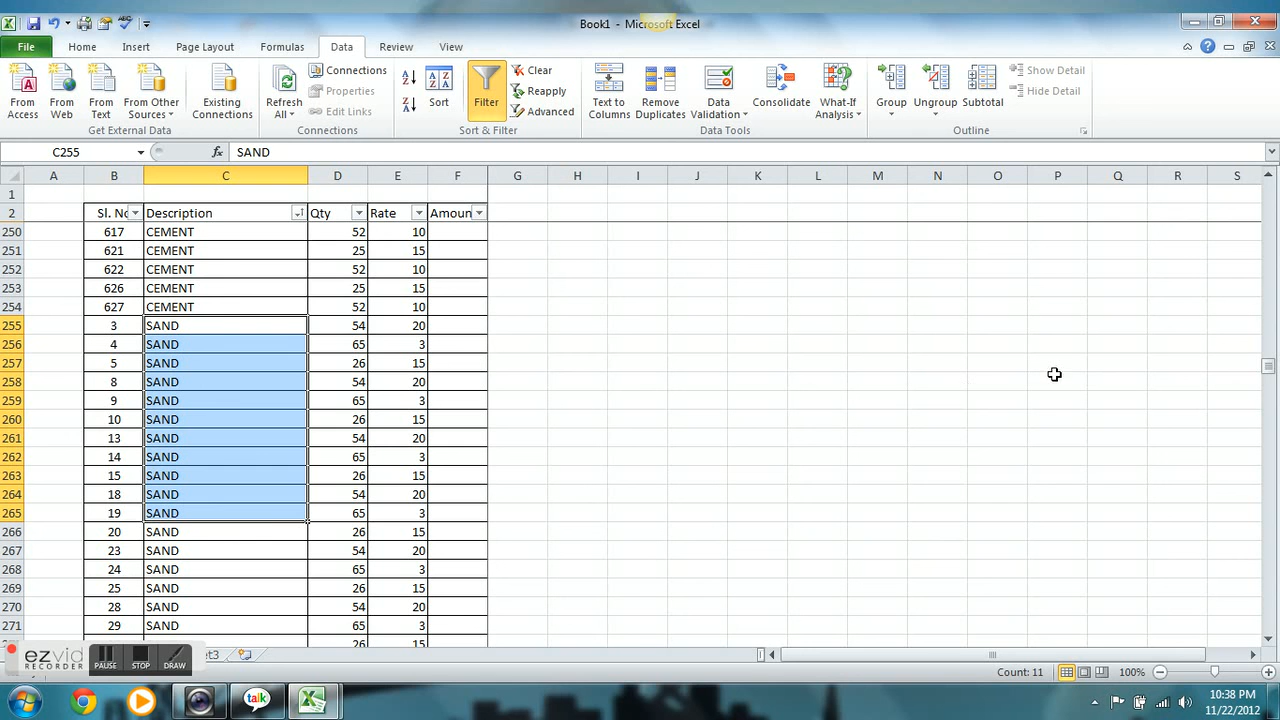 Book1 - Microsoft Excel
File Home Insert Page Layout Formulas Data Review View
From Access From Web From Text From Other Sources Existing Connections Refresh All Connections Properties Edit Links Sort Filter Clear Reapply Advanced Text to Columns Remove Duplicates Data Validation Consolidate What-If Analysis Group Ungroup Subtotal Show Detail Hide Detail
Get External Data Connections Sort & Filter Data Tools Outline
C255 fx SAND
A B C D E F G H I J K L M N O P Q R S
1
2 Sl. No Description Qty Rate Amoun
250 617 CEMENT 52 10
251 621 CEMENT 25 15
252 622 CEMENT 52 10
253 626 CEMENT 25 15
254 627 CEMENT 52 10
255 3 SAND 54 20
256 4 SAND 65 3
257 5 SAND 26 15
258 8 SAND 54 20
259 9 SAND 65 3
260 10 SAND 26 15
261 13 SAND 54 20
262 14 SAND 65 3
263 15 SAND 26 15
264 18 SAND 54 20
265 19 SAND 65 3
266 20 SAND 26 15
267 23 SAND 54 20
268 24 SAND 65 3
269 25 SAND 26 15
270 28 SAND 54 20
271 29 SAND 65 3
26 15
ezvid RECORDER PAUSE STOP DRAW
Count: 11 100%
talk
10:38 PM
11/22/2012